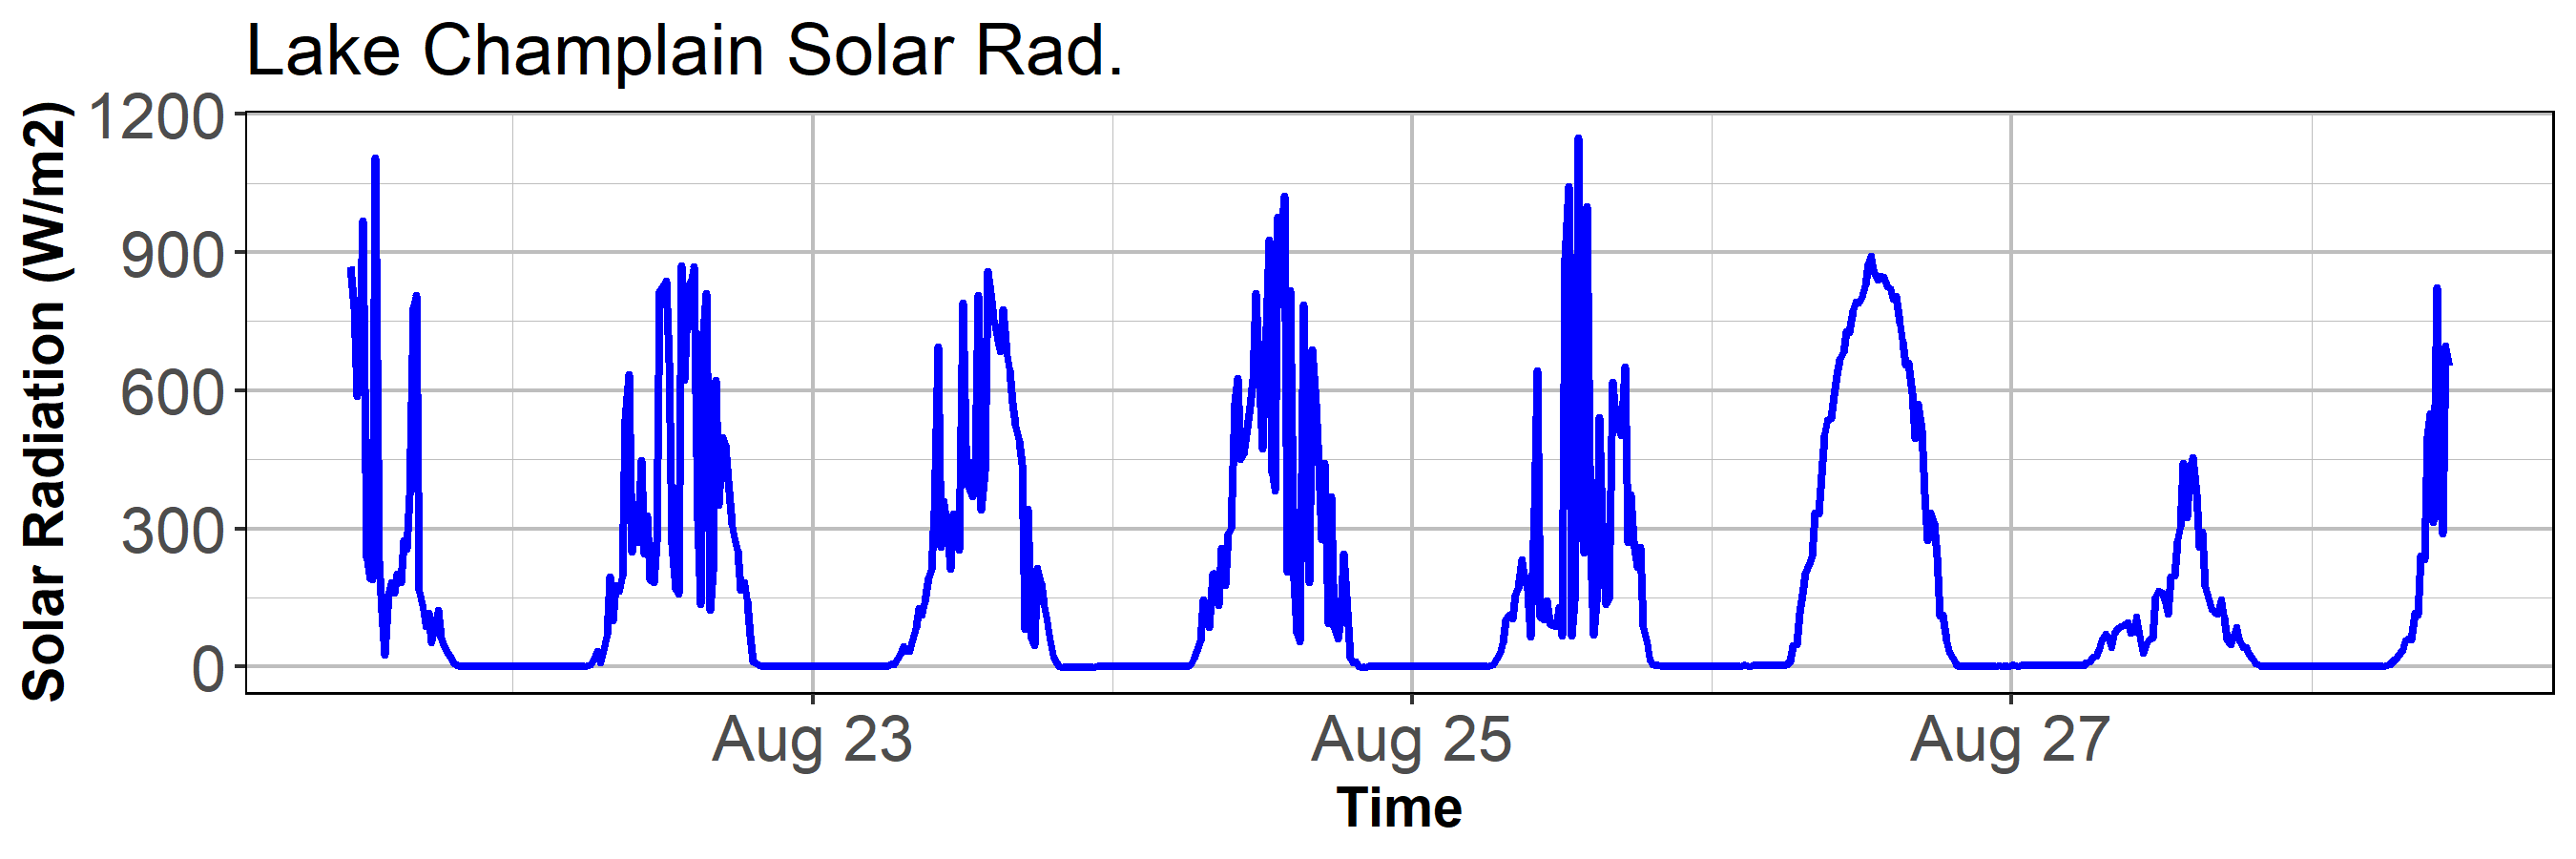 Lake Champlain Solar Rad.
Solar Radiation (W/m2)
1200
900
600
300
0
Aug 23
Aug 25
Aug 27
Time